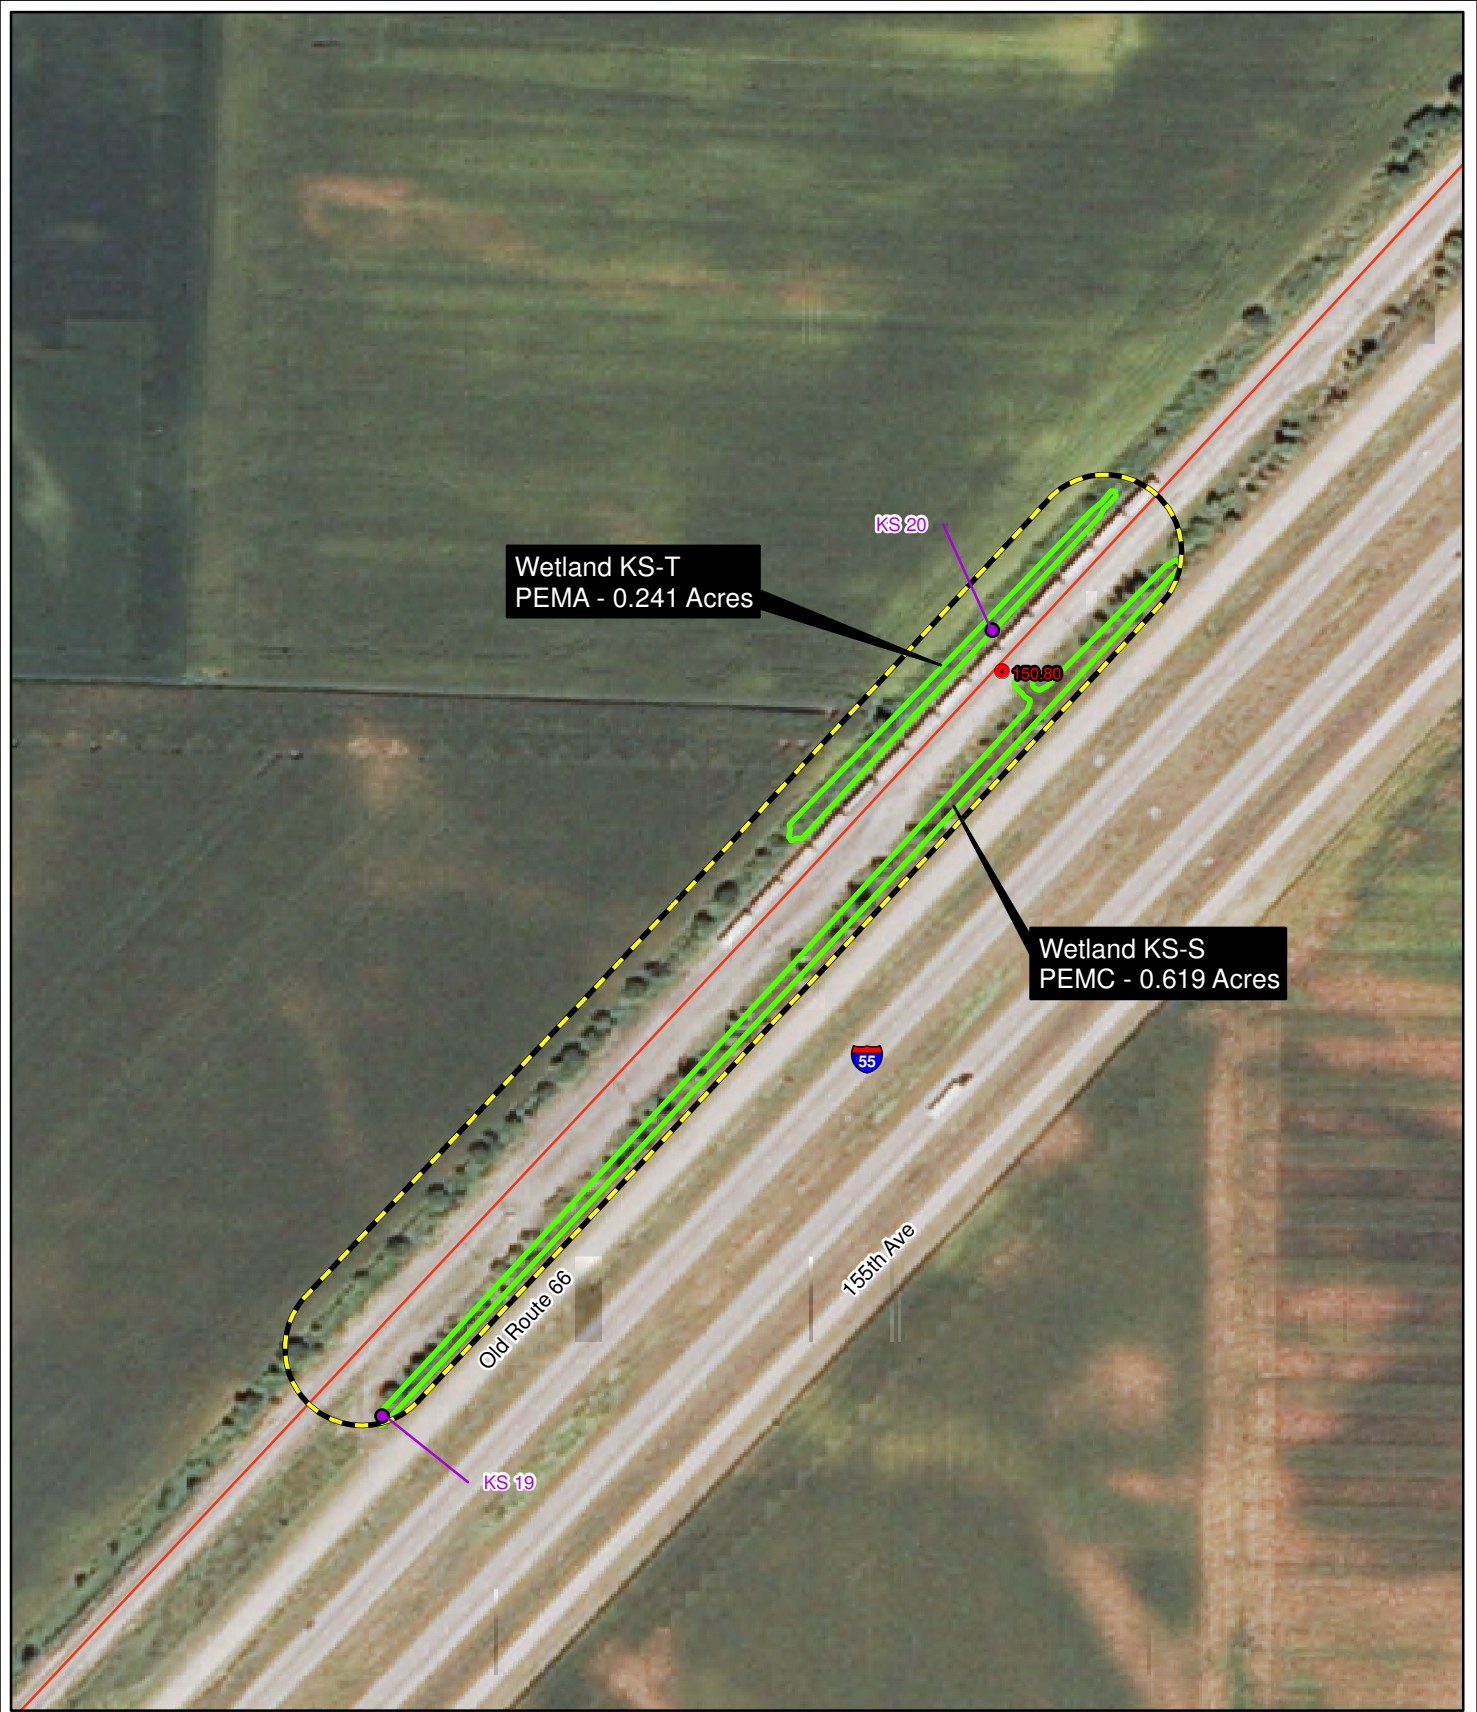 KS 20
Wetland KS-T
PEMA - 0.241 Acres
150.80
Wetland KS-S
PEMC - 0.619 Acres
55
155th Ave
Old Route 66
KS 19